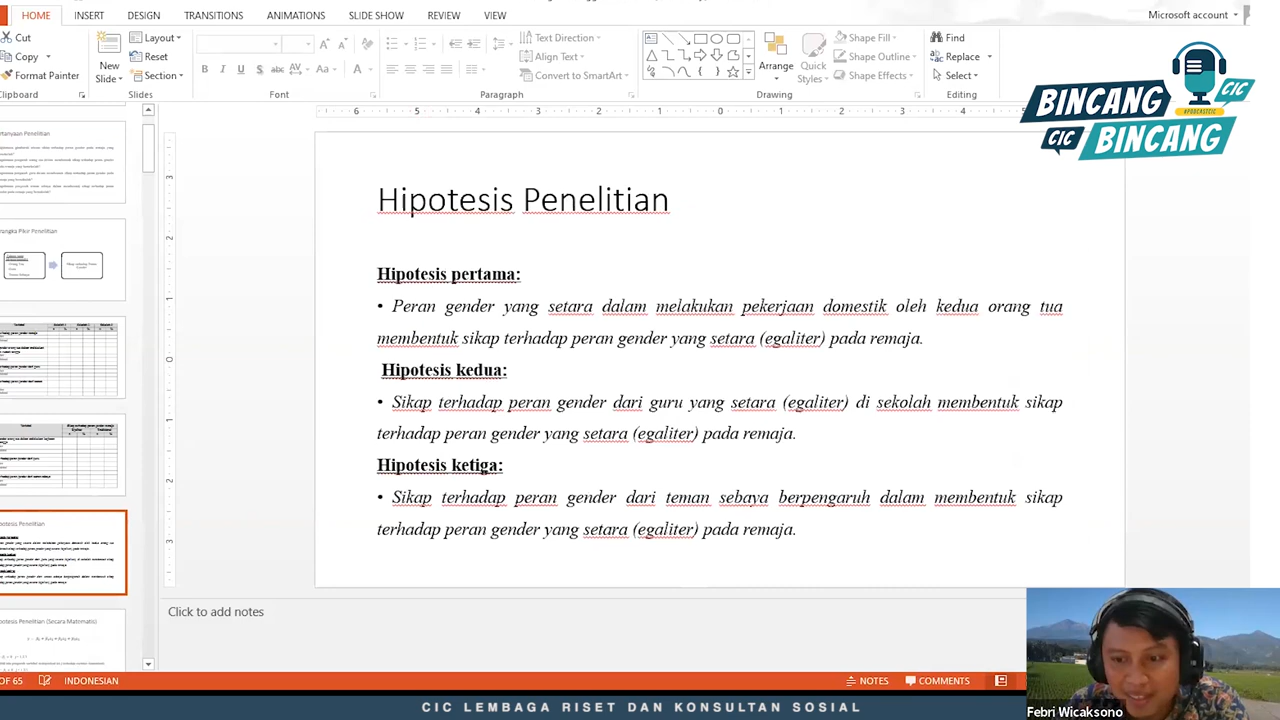 HOME INSERT DESIGN TRANSITIONS ANIMATIONS SLIDE SHOW REVIEW VIEW Microsoft account
Cut
Copy
Format Painter
Clipboard
New
Slide
Layout
Reset
Section
Slides
Font
Text Direction
Align Text
Convert to SmartArt
Paragraph
Arrange
Quick
Styles
Shape Fill
Shape Outline
Shape Effects
Drawing
Find
Replace
Select
Editing
BINCANG
CIC
CIC
BINCANG
#PODCASTCIC
Hipotesis Penelitian
Hipotesis pertama:
• Peran gender yang setara dalam melakukan pekerjaan domestik oleh kedua orang tua
membentuk sikap terhadap peran gender yang setara (egaliter) pada remaja.
Hipotesis kedua:
• Sikap terhadap peran gender dari guru yang setara (egaliter) di sekolah membentuk sikap
terhadap peran gender yang setara (egaliter) pada remaja.
Hipotesis ketiga:
• Sikap terhadap peran gender dari teman sebaya berpengaruh dalam membentuk sikap
terhadap peran gender yang setara (egaliter) pada remaja.
Click to add notes
OF 65 INDONESIAN NOTES COMMENTS
Febri Wicaksono
CIC LEMBAGA RISET DAN KONSULTAN SOSIAL